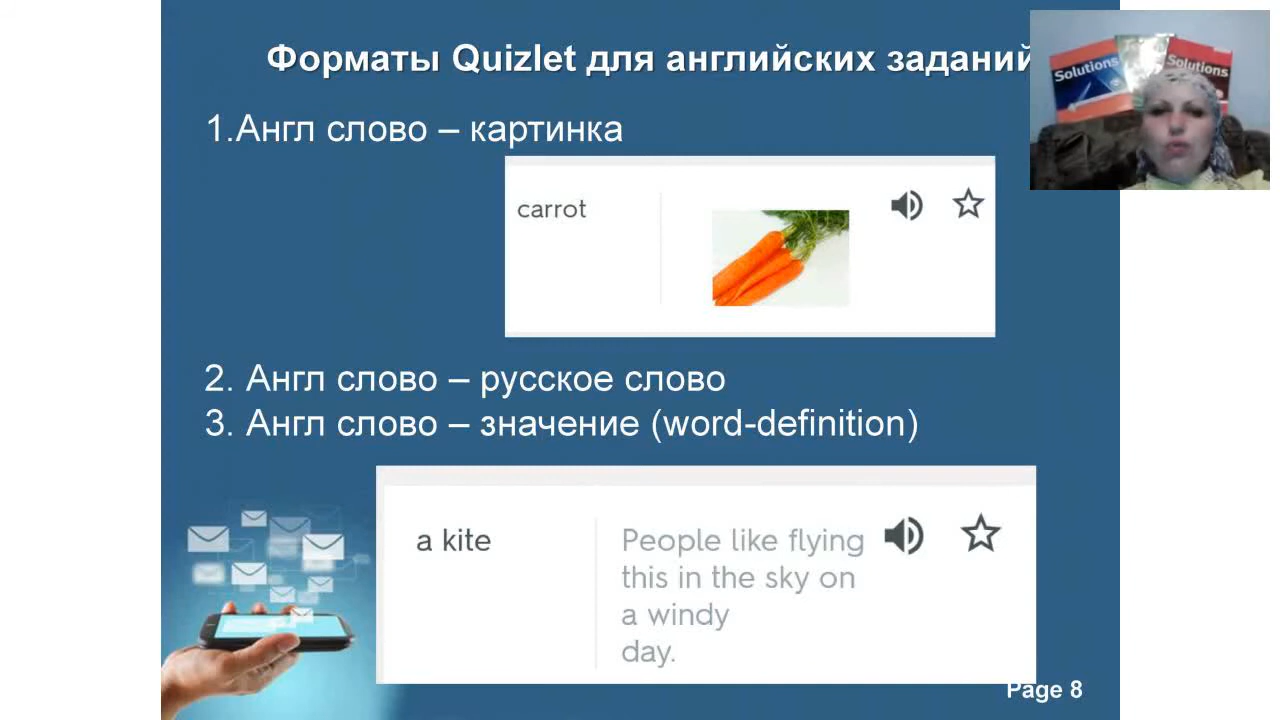 Форматы Quizlet для английских заданий
Solutions
Solutions
1.Англ слово – картинка
carrot
2. Англ слово – русское слово
3. Англ слово – значение (word-definition)
a kite
People like flying
this in the sky on
a windy
day.
Page 8